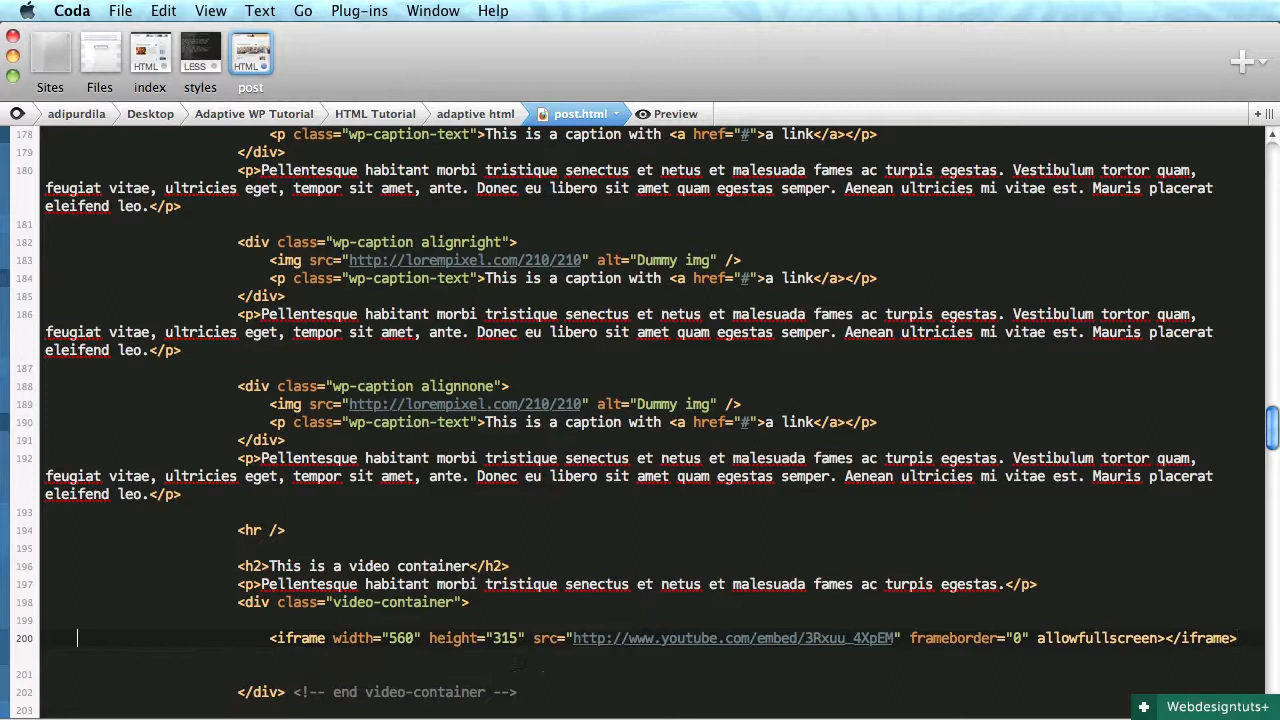 Coda File Edit View Text Go Plug-ins Window Help
HTML LESS HTML
Sites Files index styles post
adipurdila Desktop Adaptive WP Tutorial HTML Tutorial adaptive html post.html Preview
178 <p class="wp-caption-text">This is a caption with <a href="#">a link</a></p>
179 </div>
180 <p>Pellentesque habitant morbi tristique senectus et netus et malesuada fames ac turpis egestas. Vestibulum tortor quam,
feugiat vitae, ultricies eget, tempor sit amet, ante. Donec eu libero sit amet quam egestas semper. Aenean ultricies mi vitae est. Mauris placerat
eleifend leo.</p>
181
182 <div class="wp-caption alignright">
183 <img src="http://lorempixel.com/210/210" alt="Dummy img" />
184 <p class="wp-caption-text">This is a caption with <a href="#">a link</a></p>
185 </div>
186 <p>Pellentesque habitant morbi tristique senectus et netus et malesuada fames ac turpis egestas. Vestibulum tortor quam,
feugiat vitae, ultricies eget, tempor sit amet, ante. Donec eu libero sit amet quam egestas semper. Aenean ultricies mi vitae est. Mauris placerat
eleifend leo.</p>
187
188 <div class="wp-caption alignnone">
189 <img src="http://lorempixel.com/210/210" alt="Dummy img" />
190 <p class="wp-caption-text">This is a caption with <a href="#">a link</a></p>
191 </div>
192 <p>Pellentesque habitant morbi tristique senectus et netus et malesuada fames ac turpis egestas. Vestibulum tortor quam,
feugiat vitae, ultricies eget, tempor sit amet, ante. Donec eu libero sit amet quam egestas semper. Aenean ultricies mi vitae est. Mauris placerat
eleifend leo.</p>
193
194 <hr />
195
196 <h2>This is a video container</h2>
197 <p>Pellentesque habitant morbi tristique senectus et netus et malesuada fames ac turpis egestas.</p>
198 <div class="video-container">
199
200 <iframe width="560" height="315" src="http://www.youtube.com/embed/3Rxuu_4XpEM" frameborder="0" allowfullscreen></iframe>
201
202 </div> <!-- end video-container -->
203
Webdesigntuts+